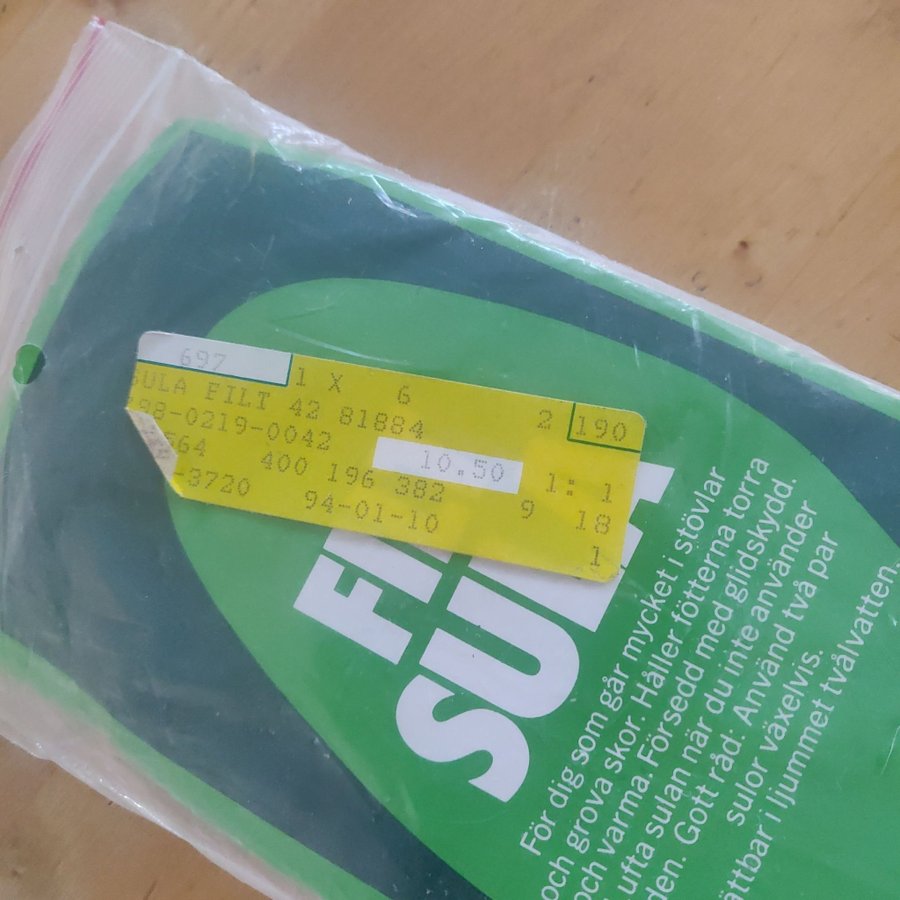 697
1 X 6 2 190
SULA FILT 42 81884
98-0219-0042 10.50 1: 1
564 400 196 382 9 18
3720 94-01-10 1
SULA
För dig som går mycket i stövlar
och grova skor. Håller fötterna torra
och varma. Försedd med glidskydd.
ufta sulan när du inte använder
den. Gott råd: Använd två par
sulor växelvis.
ättbar i ljummet tvålvatten.